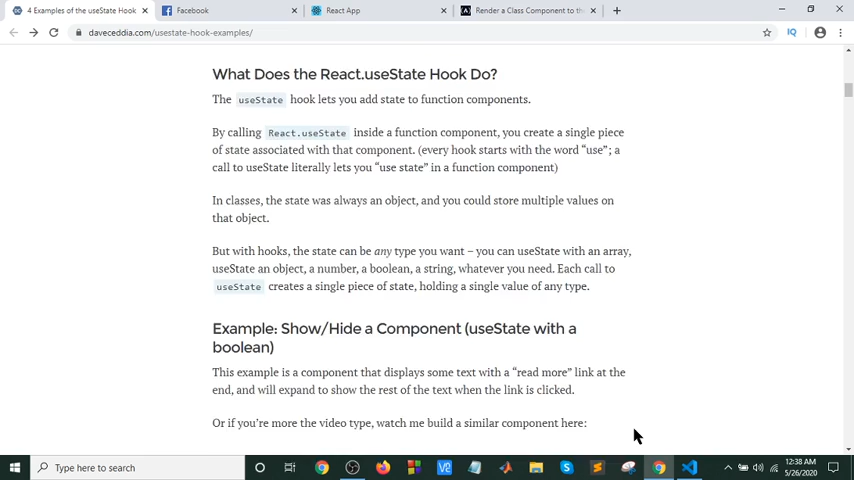 4 Examples of the useState Hook
Facebook
React App
Render a Class Component to th
daveceddia.com/usestate-hook-examples/
IQ
What Does the React.useState Hook Do?
The useState hook lets you add state to function components.
By calling React.useState inside a function component, you create a single piece
of state associated with that component. (every hook starts with the word “use”; a
call to useState literally lets you “use state” in a function component)
In classes, the state was always an object, and you could store multiple values on
that object.
But with hooks, the state can be any type you want – you can useState with an array,
useState an object, a number, a boolean, a string, whatever you need. Each call to
useState creates a single piece of state, holding a single value of any type.
Example: Show/Hide a Component (useState with a
boolean)
This example is a component that displays some text with a “read more” link at the
end, and will expand to show the rest of the text when the link is clicked.
Or if you’re more the video type, watch me build a similar component here:
Type here to search
12:38 AM
5/26/2020